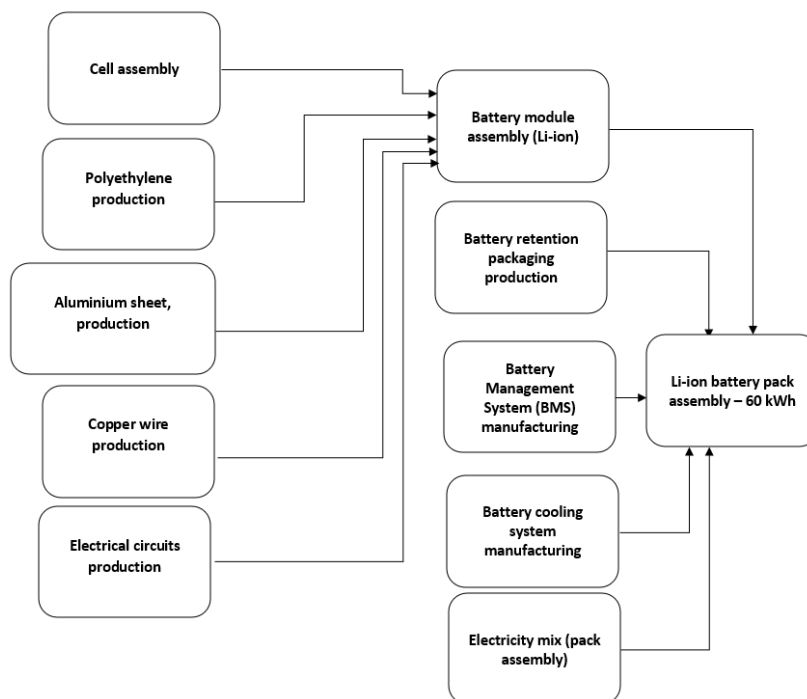 Cell assembly
Polyethylene
production
Aluminium sheet,
production
Copper wire
production
Electrical circuits
production
Battery module
assembly (Li-ion)
Battery retention
packaging
production
Battery
Management
System (BMS)
manufacturing
Battery cooling
system
manufacturing
Electricity mix (pack
assembly)
Li-ion battery pack
assembly – 60 kWh